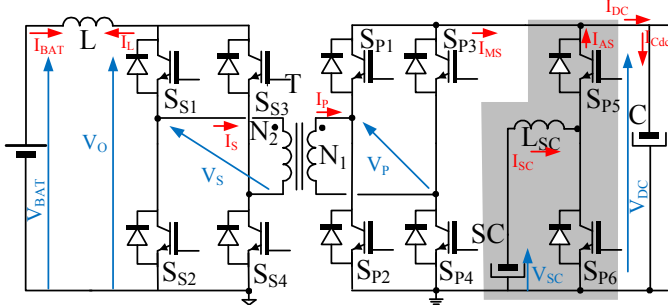 I_BAT
L
I_L
V_BAT
V_O
S_S1
S_S2
S_S3
S_S4
T
I_S
N_2
V_S
N_1
I_P
V_P
S_P1
S_P2
S_P3
S_P4
I_MS
SC
V_SC
L_SC
I_SC
I_AS
S_P5
S_P6
I_DC
I_Cdc
C
V_DC